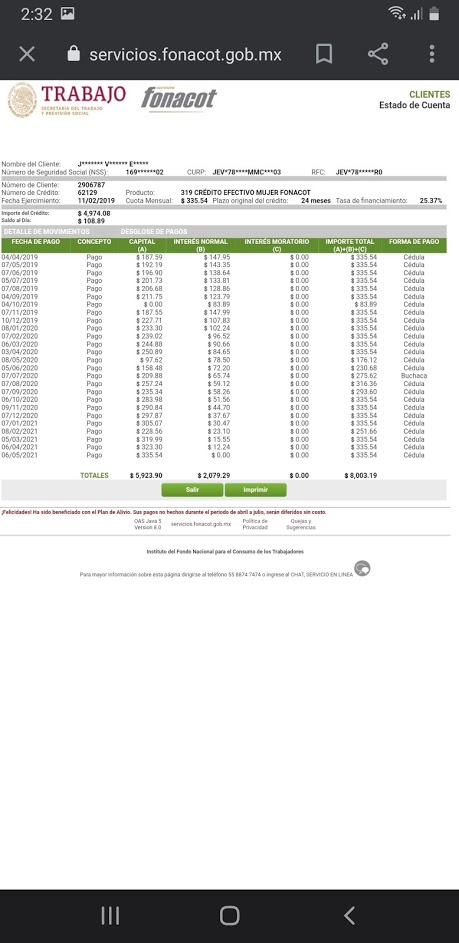 2:32
servicios.fonacot.gob.mx
TRABAJO
SECRETARÍA DEL TRABAJO
Y PREVISIÓN SOCIAL
fonacot
CLIENTES
Estado de Cuenta
Nombre del Cliente: J******* V****** E*****
Número de Seguridad Social (NSS): 169******02 CURP: JEV*78****MMC***03 RFC: JEV*78*****R0
Número de Cliente: 2906787
Número de Crédito: 62129 Producto: 319 CRÉDITO EFECTIVO MUJER FONACOT
Fecha Ejercimiento: 11/02/2019 Cuota Mensual: $ 335.54 Plazo original del crédito: 24 meses Tasa de financiamiento: 25.37%
Importe del Crédito: $ 4,974.08
Saldo al Día: $ 108.89
DETALLE DE MOVIMIENTOS DESGLOSE DE PAGOS
FECHA DE PAGO CONCEPTO CAPITAL (A) INTERÉS NORMAL (B) INTERÉS MORATORIO (C) IMPORTE TOTAL (A)+(B)+(C) FORMA DE PAGO
04/04/2019 Pago $ 187.59 $ 147.95 $ 0.00 $ 335.54 Cédula
07/05/2019 Pago $ 192.19 $ 143.35 $ 0.00 $ 335.54 Cédula
07/06/2019 Pago $ 196.90 $ 138.64 $ 0.00 $ 335.54 Cédula
05/07/2019 Pago $ 201.73 $ 133.81 $ 0.00 $ 335.54 Cédula
07/08/2019 Pago $ 206.68 $ 128.86 $ 0.00 $ 335.54 Cédula
04/09/2019 Pago $ 211.75 $ 123.79 $ 0.00 $ 335.54 Cédula
04/10/2019 Pago $ 0.00 $ 83.89 $ 0.00 $ 83.89 Cédula
07/11/2019 Pago $ 187.55 $ 147.99 $ 0.00 $ 335.54 Cédula
10/12/2019 Pago $ 227.71 $ 107.83 $ 0.00 $ 335.54 Cédula
08/01/2020 Pago $ 233.30 $ 102.24 $ 0.00 $ 335.54 Cédula
07/02/2020 Pago $ 239.02 $ 96.52 $ 0.00 $ 335.54 Cédula
06/03/2020 Pago $ 244.88 $ 90.66 $ 0.00 $ 335.54 Cédula
03/04/2020 Pago $ 250.89 $ 84.65 $ 0.00 $ 335.54 Cédula
08/05/2020 Pago $ 97.62 $ 78.50 $ 0.00 $ 176.12 Cédula
05/06/2020 Pago $ 158.48 $ 72.20 $ 0.00 $ 230.68 Cédula
07/07/2020 Pago $ 209.88 $ 65.74 $ 0.00 $ 275.62 Buchaca
07/08/2020 Pago $ 257.24 $ 59.12 $ 0.00 $ 316.36 Cédula
07/09/2020 Pago $ 235.34 $ 58.26 $ 0.00 $ 293.60 Cédula
06/10/2020 Pago $ 283.98 $ 51.56 $ 0.00 $ 335.54 Cédula
09/11/2020 Pago $ 290.84 $ 44.70 $ 0.00 $ 335.54 Cédula
07/12/2020 Pago $ 297.87 $ 37.67 $ 0.00 $ 335.54 Cédula
07/01/2021 Pago $ 305.07 $ 30.47 $ 0.00 $ 335.54 Cédula
08/02/2021 Pago $ 228.56 $ 23.10 $ 0.00 $ 251.66 Cédula
05/03/2021 Pago $ 319.99 $ 15.55 $ 0.00 $ 335.54 Cédula
06/04/2021 Pago $ 323.30 $ 12.24 $ 0.00 $ 335.54 Cédula
06/05/2021 Pago $ 335.54 $ 0.00 $ 0.00 $ 335.54 Cédula
TOTALES $ 5,923.90 $ 2,079.29 $ 0.00 $ 8,003.19
Salir Imprimir
¡Felicidades! Ha sido beneficiado con el Plan de Alivio. Sus pagos no hechos durante el periodo de abril a julio, serán diferidos sin costo.
OAS Java 5 Version 8.0 servicios.fonacot.gob.mx Política de Privacidad Quejas y Sugerencias
Instituto del Fondo Nacional para el Consumo de los Trabajadores
Para mayor información sobre esta página dirigirse al teléfono 55 8874 7474 o ingrese al CHAT, SERVICIO EN LINEA